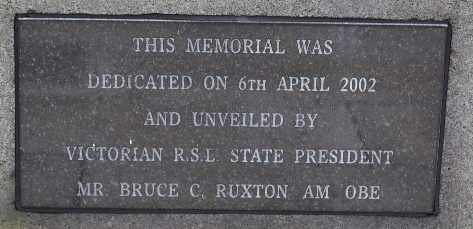 THIS MEMORIAL WAS
DEDICATED ON 6TH APRIL 2002
AND UNVEILED BY
VICTORIAN R.S.L. STATE PRESIDENT
MR. BRUCE C. RUXTON AM OBE